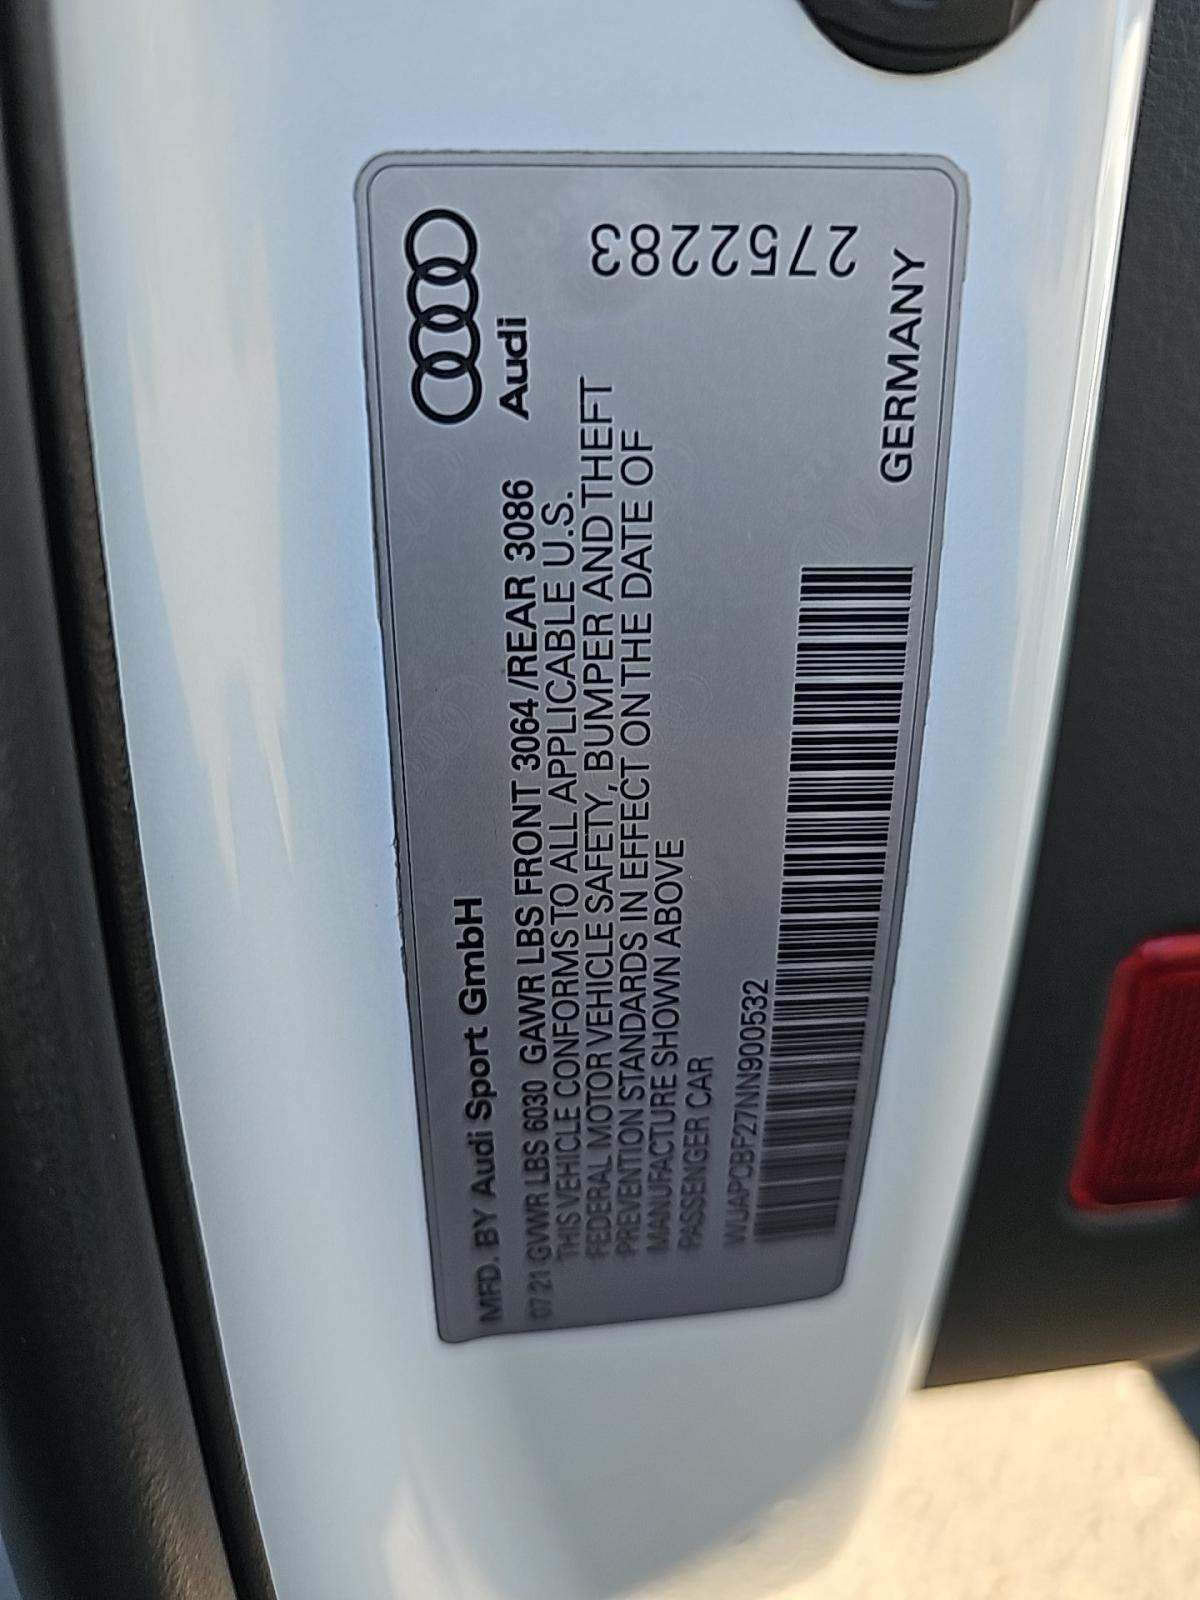 Audi
MFD. BY Audi Sport GmbH
07 21 GVWR LBS 6030 GAWR LBS FRONT 3064 /REAR 3086
THIS VEHICLE CONFORMS TO ALL APPLICABLE U.S.
FEDERAL MOTOR VEHICLE SAFETY, BUMPER AND THEFT
PREVENTION STANDARDS IN EFFECT ON THE DATE OF
MANUFACTURE SHOWN ABOVE
PASSENGER CAR
WUAPCBF27NN900532
GERMANY
2752283